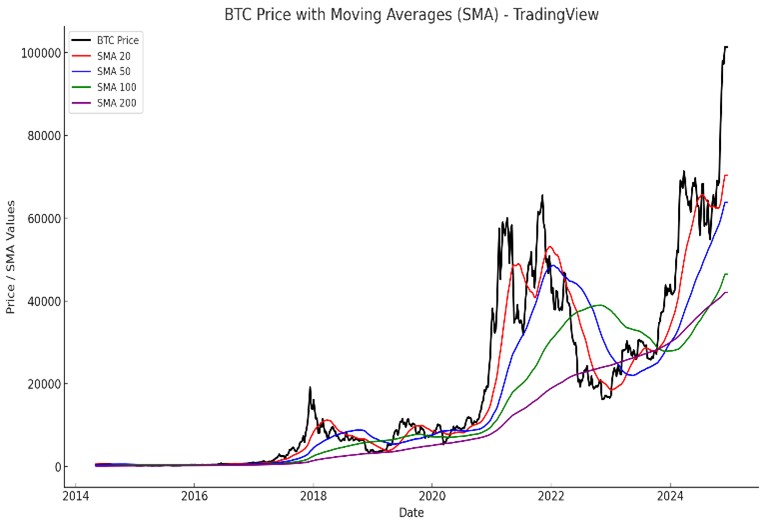 BTC Price with Moving Averages (SMA) - TradingView
BTC Price
SMA 20
SMA 50
SMA 100
SMA 200
Price / SMA Values
100000
80000
60000
40000
20000
0
2014
2016
2018
2020
2022
2024
Date